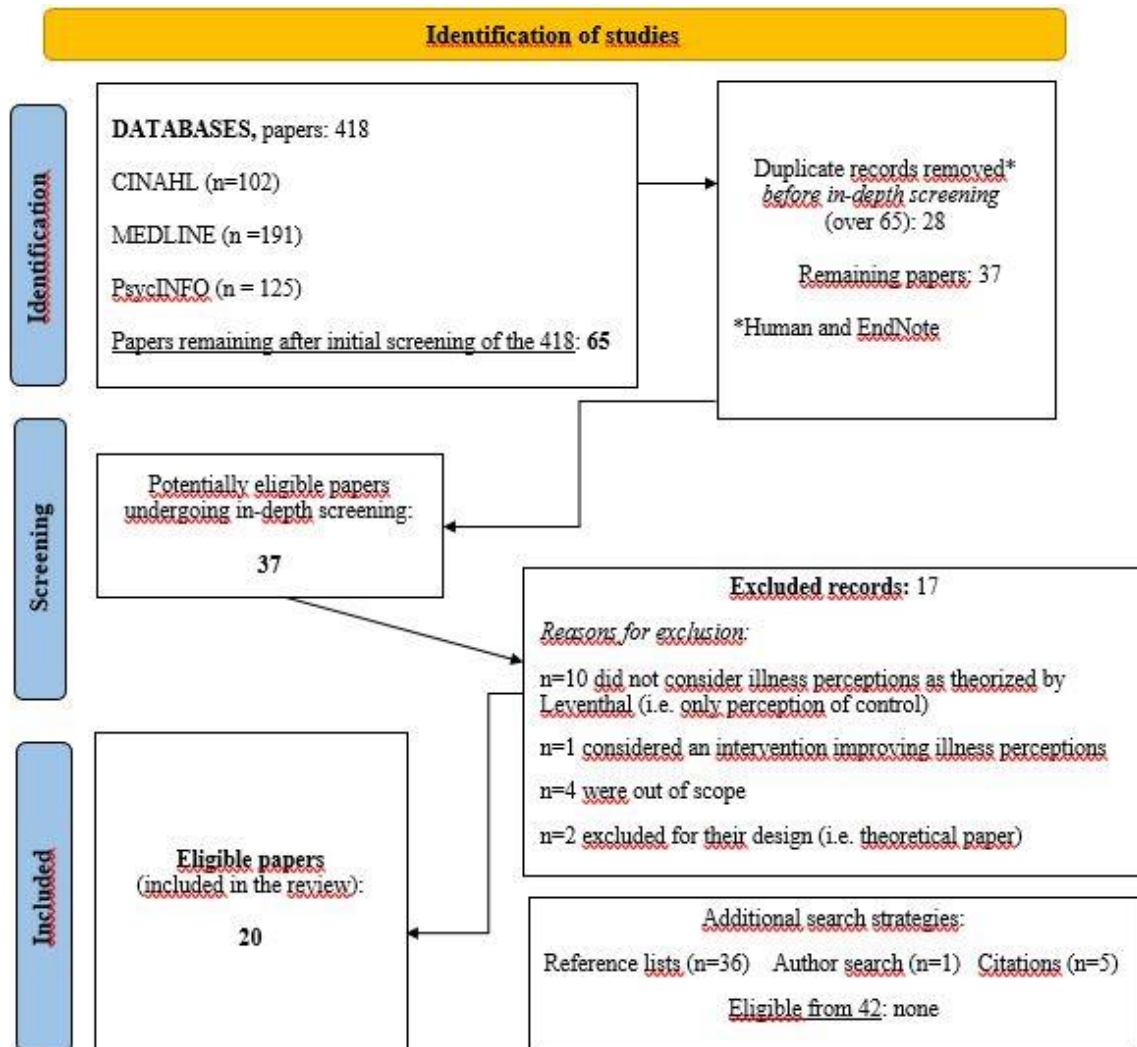 Identification of studies
Identification
DATABASES, papers: 418
CINAHL (n=102)
MEDLINE (n =191)
PsycINFO (n = 125)
Papers remaining after initial screening of the 418: 65
Duplicate records removed*
before in-depth screening
(over 65): 28
Remaining papers: 37
*Human and EndNote
Screening
Potentially eligible papers
undergoing in-depth screening:
37
Excluded records: 17
Reasons for exclusion:
n=10 did not consider illness perceptions as theorized by
Leventhal (i.e. only perception of control)
n=1 considered an intervention improving illness perceptions
n=4 were out of scope
n=2 excluded for their design (i.e. theoretical paper)
Included
Eligible papers
(included in the review):
20
Additional search strategies:
Reference lists (n=36) Author search (n=1) Citations (n=5)
Eligible from 42: none